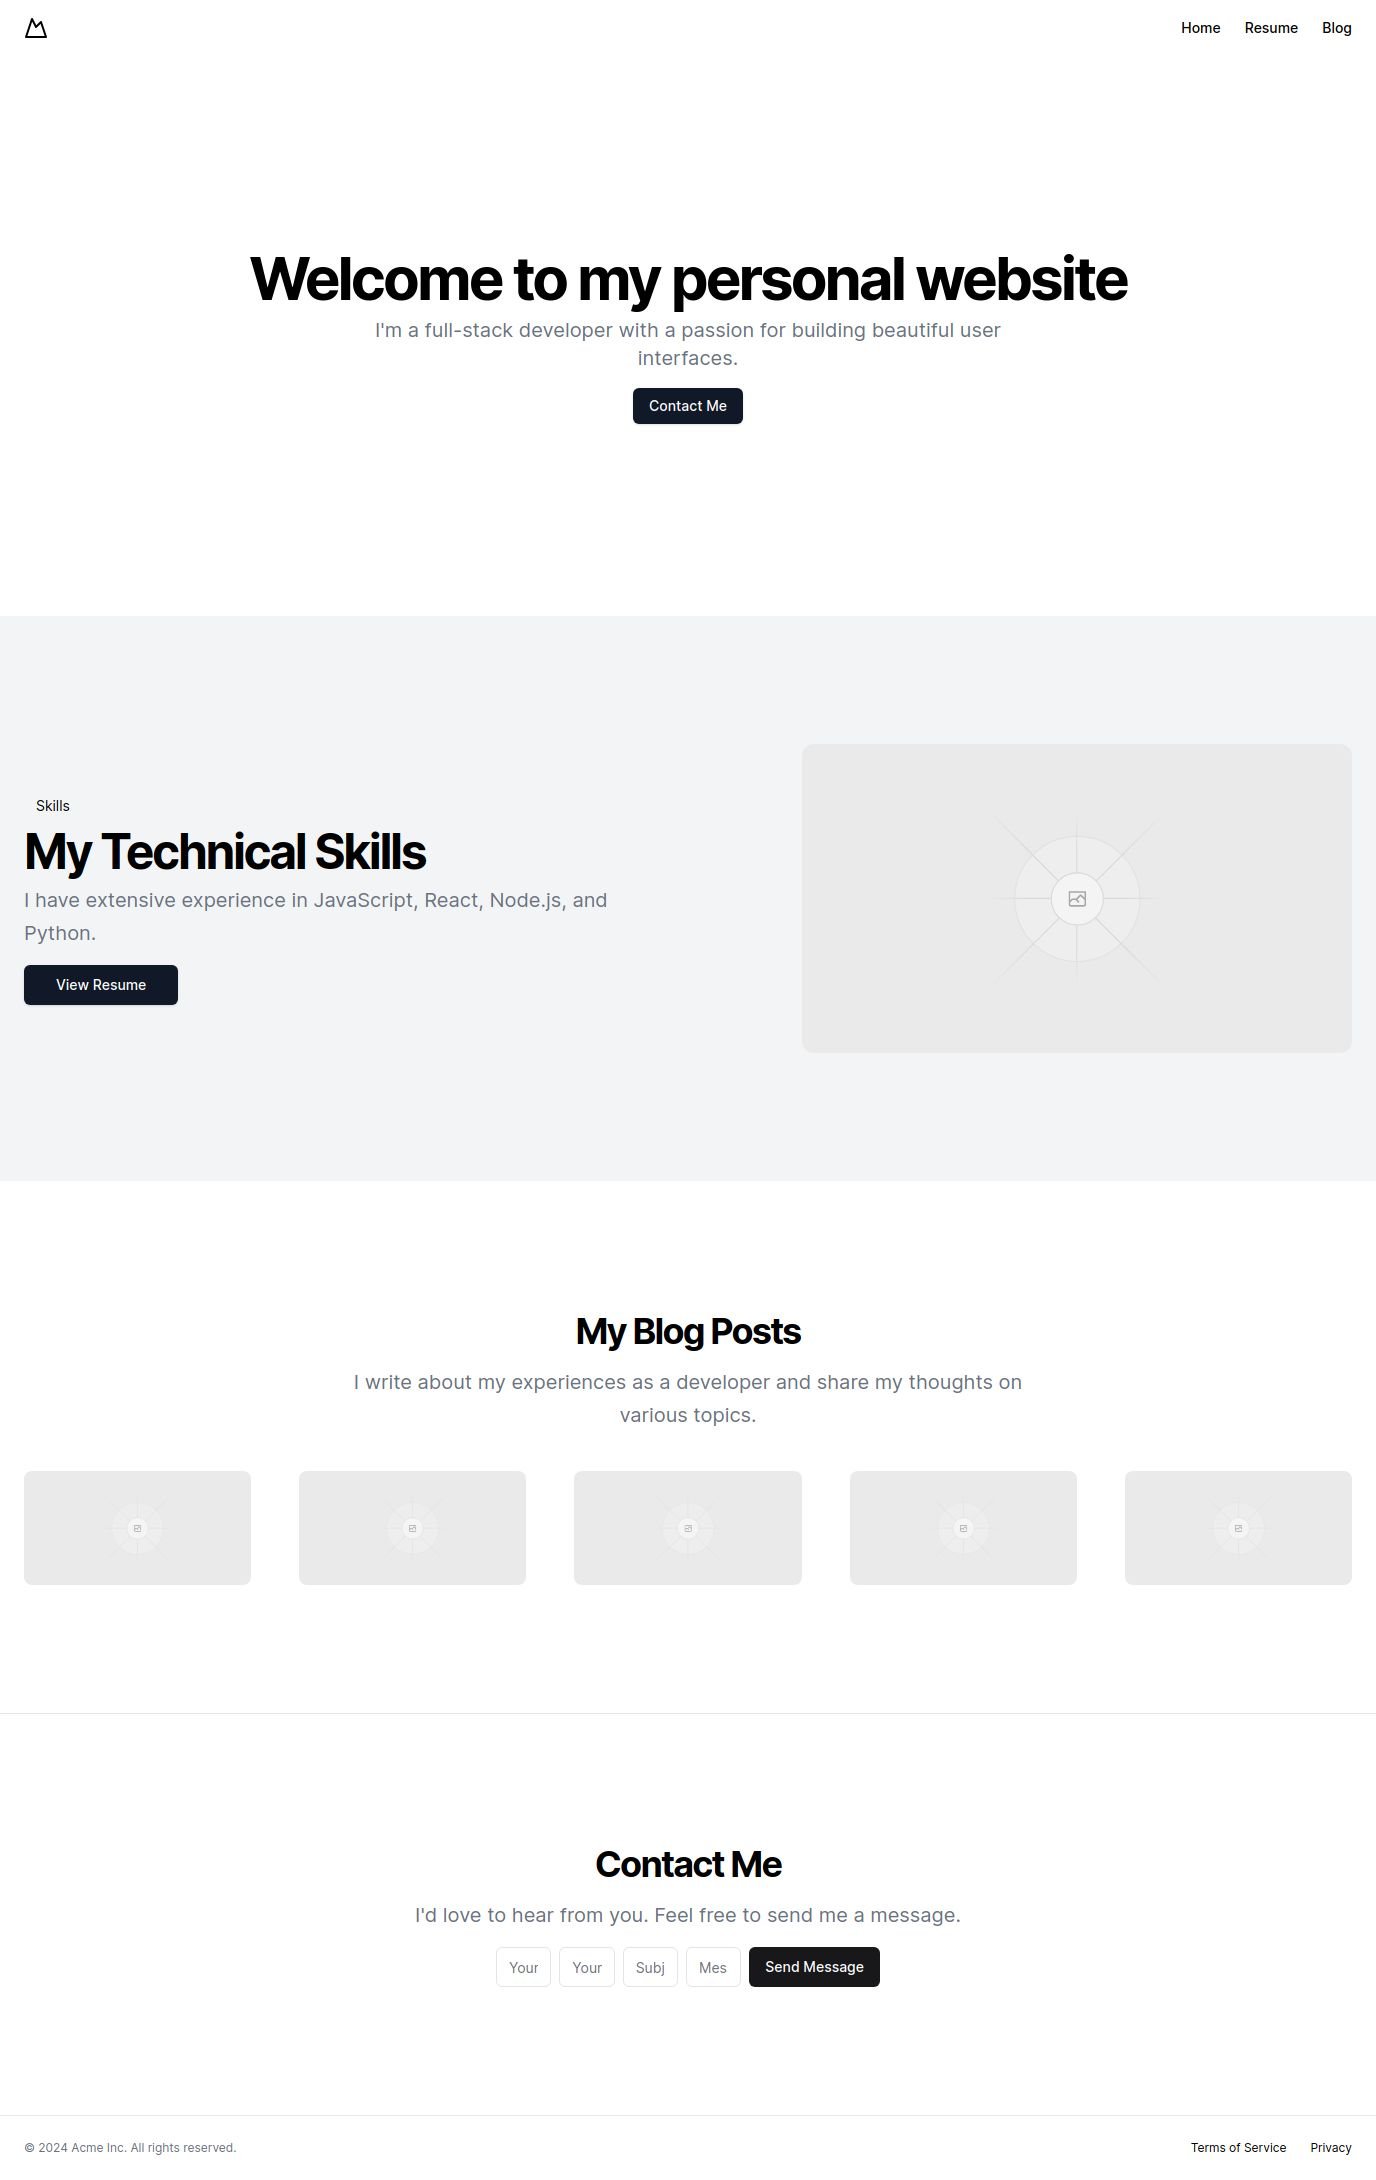 Home Resume Blog
Welcome to my personal website
I'm a full-stack developer with a passion for building beautiful user
interfaces.
Contact Me
Skills
My Technical Skills
I have extensive experience in JavaScript, React, Node.js, and
Python.
View Resume
My Blog Posts
I write about my experiences as a developer and share my thoughts on
various topics.
Contact Me
I'd love to hear from you. Feel free to send me a message.
Your Your Subj Mes Send Message
© 2024 Acme Inc. All rights reserved. Terms of Service Privacy